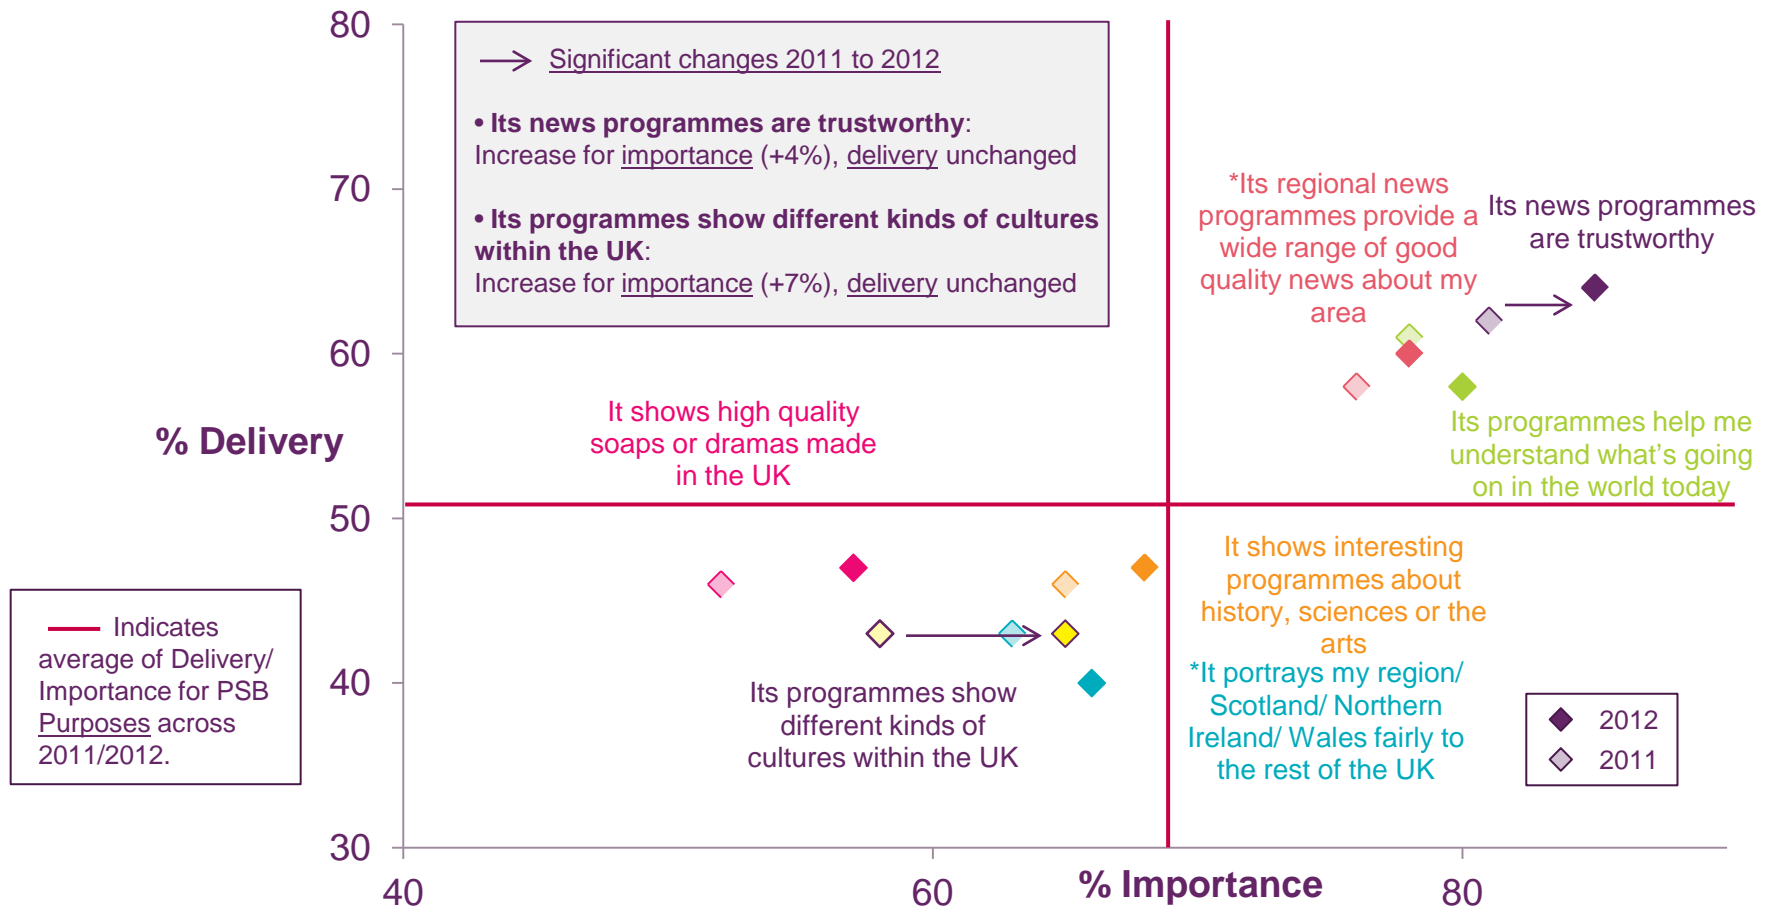 80
70
60
50
40
30
% Delivery
Significant changes 2011 to 2012
• Its news programmes are trustworthy:
Increase for importance (+4%), delivery unchanged
• Its programmes show different kinds of cultures
within the UK:
Increase for importance (+7%), delivery unchanged
*Its regional news
programmes provide a
wide range of good
quality news about my
area
Its news programmes
are trustworthy
It shows high quality
soaps or dramas made
in the UK
Its programmes help me
understand what’s going
on in the world today
It shows interesting
programmes about
history, sciences or the
arts
Indicates
average of Delivery/
Importance for PSB
Purposes across
2011/2012.
Its programmes show
different kinds of
cultures within the UK
*It portrays my region/
Scotland/ Northern
Ireland/ Wales fairly to
the rest of the UK
2012
2011
40
60
% Importance
80